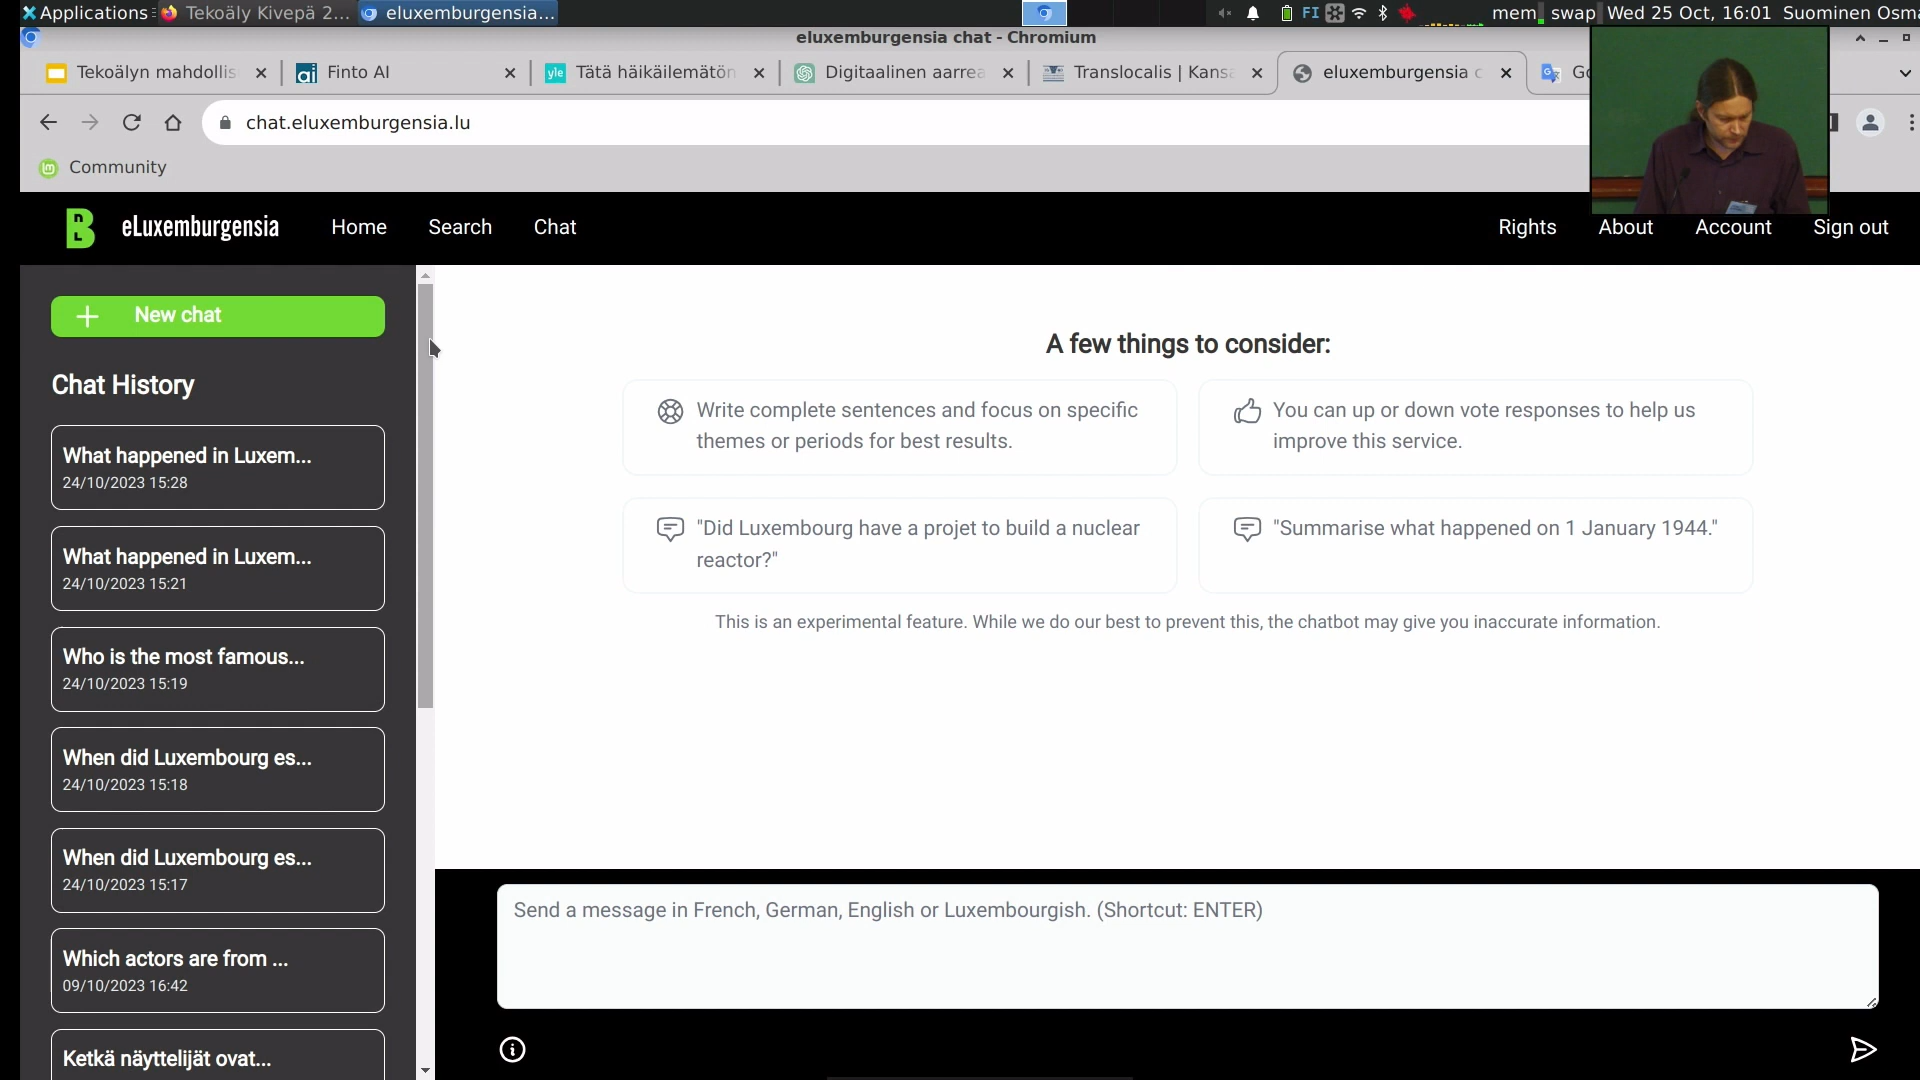 Applications
Tekoäly Kivepä 2...
eluxemburgensia...
FI
mem
swap
Wed 25 Oct, 16:01
Suominen Osma
eluxemburgensia chat - Chromium
Tekoälyn mahdollis
ai
Finto AI
yle
Tätä häikäilemätön
Digitaalinen aarrea
Translocalis | Kansa
eluxemburgensia c
G
Go
chat.eluxemburgensia.lu
Community
BnL
eLuxemburgensia
Home
Search
Chat
Rights
About
Account
Sign out
+ New chat
Chat History
What happened in Luxem...
24/10/2023 15:28
What happened in Luxem...
24/10/2023 15:21
Who is the most famous...
24/10/2023 15:19
When did Luxembourg es...
24/10/2023 15:18
When did Luxembourg es...
24/10/2023 15:17
Which actors are from ...
09/10/2023 16:42
Ketkä näyttelijät ovat...
A few things to consider:
Write complete sentences and focus on specific
themes or periods for best results.
You can up or down vote responses to help us
improve this service.
"Did Luxembourg have a projet to build a nuclear
reactor?"
"Summarise what happened on 1 January 1944."
This is an experimental feature. While we do our best to prevent this, the chatbot may give you inaccurate information.
Send a message in French, German, English or Luxembourgish. (Shortcut: ENTER)